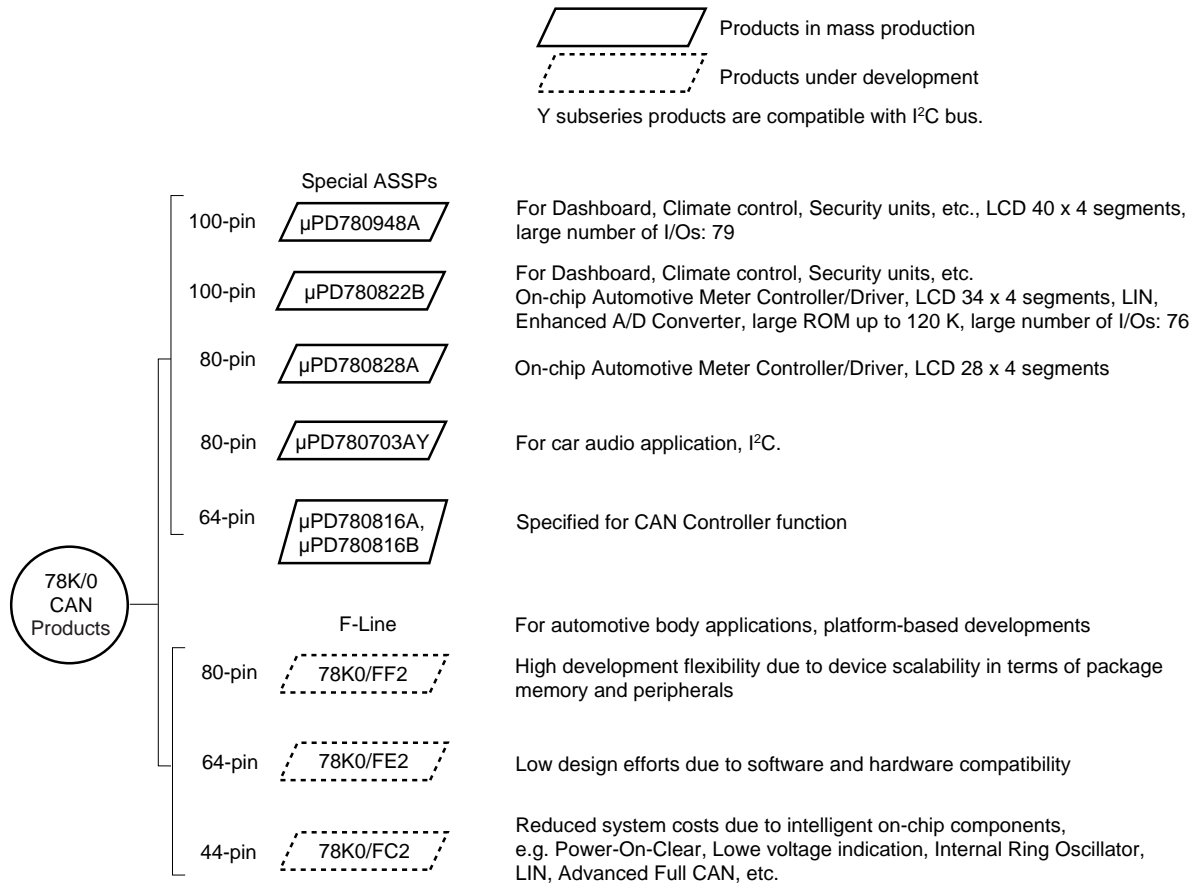 Products in mass production
Products under development
Y subseries products are compatible with I²C bus.
Special ASSPs
100-pin
µPD780948A
For Dashboard, Climate control, Security units, etc., LCD 40 x 4 segments,
large number of I/Os: 79
100-pin
µPD780822B
For Dashboard, Climate control, Security units, etc.
On-chip Automotive Meter Controller/Driver, LCD 34 x 4 segments, LIN,
Enhanced A/D Converter, large ROM up to 120 K, large number of I/Os: 76
80-pin
µPD780828A
On-chip Automotive Meter Controller/Driver, LCD 28 x 4 segments
80-pin
µPD780703AY
For car audio application, I²C.
64-pin
µPD780816A,
µPD780816B
Specified for CAN Controller function
78K/0
CAN
Products
F-Line
For automotive body applications, platform-based developments
80-pin
78K0/FF2
High development flexibility due to device scalability in terms of package
memory and peripherals
64-pin
78K0/FE2
Low design efforts due to software and hardware compatibility
44-pin
78K0/FC2
Reduced system costs due to intelligent on-chip components,
e.g. Power-On-Clear, Lowe voltage indication, Internal Ring Oscillator,
LIN, Advanced Full CAN, etc.